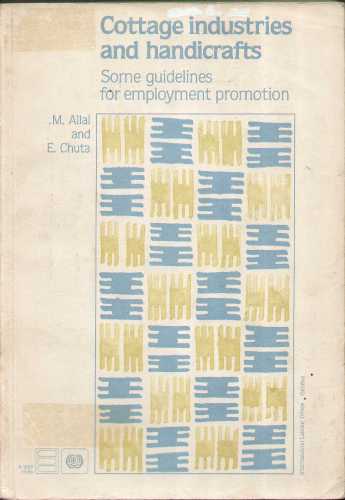 Cottage industries
and handicrafts
Some guidelines
for employment promotion
M. Allal
and
E. Chuta
International Labour Office, Geneva